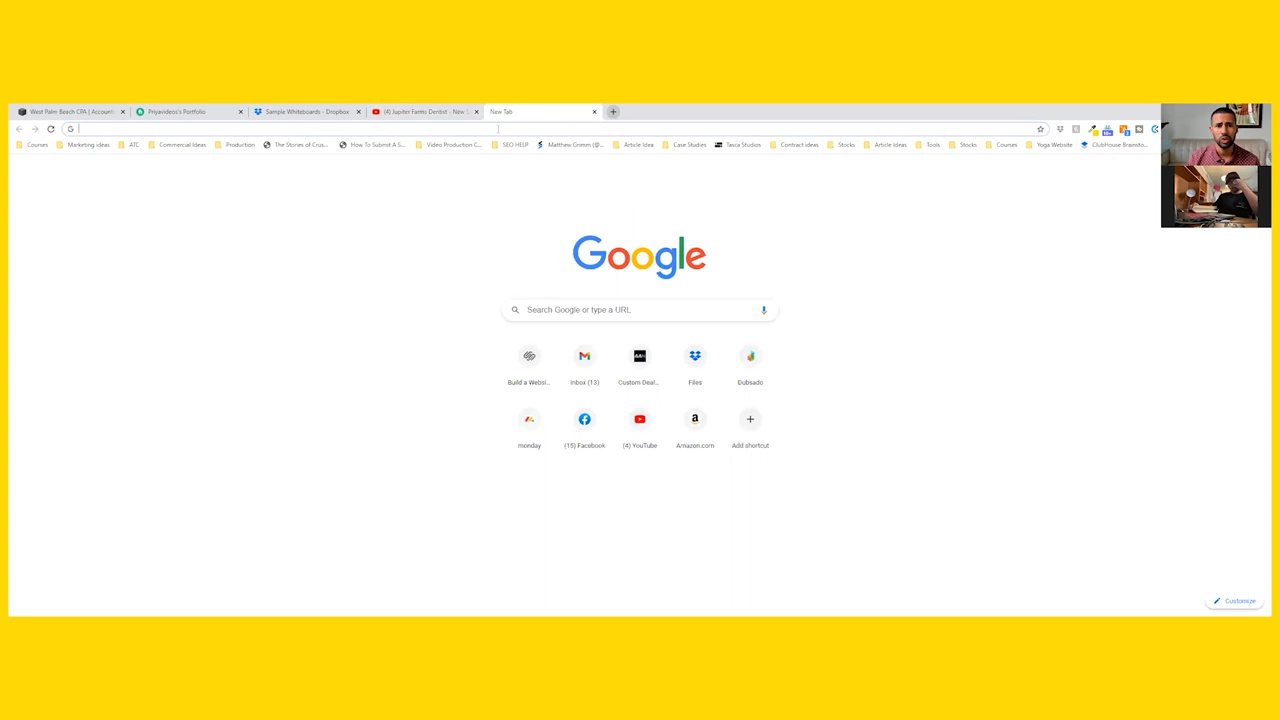 West Palm Beach CPA | Account
Priyavideos's Portfolio
Sample Whiteboards - Dropbox
(4) Jupiter Farms Dentist - New S
New Tab
Courses
Marketing ideas
ATC
Commercial Ideas
Production
The Stories of Crus...
How To Submit A S...
Video Production C...
SEO HELP
Matthew Grimm (@...
Article Idea
Case Studies
Tasca Studios
Contract ideas
Stocks
Article Ideas
Tools
Stocks
Courses
Yoga Website
ClubHouse Brainsto...
Google
Search Google or type a URL
Build a Websi...
Inbox (13)
Custom Deal...
Files
Dubsado
monday
(15) Facebook
(4) YouTube
Amazon.com
Add shortcut
Customize